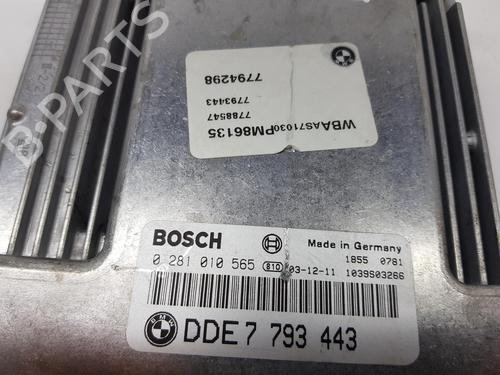 7794298
7793443
7788547
WBAAS71030PM86135
BOSCH
Made in Germany
0 281 010 565 810 03-12-11
1855 0781
1039S03266
BMW
DDE 7 793 443